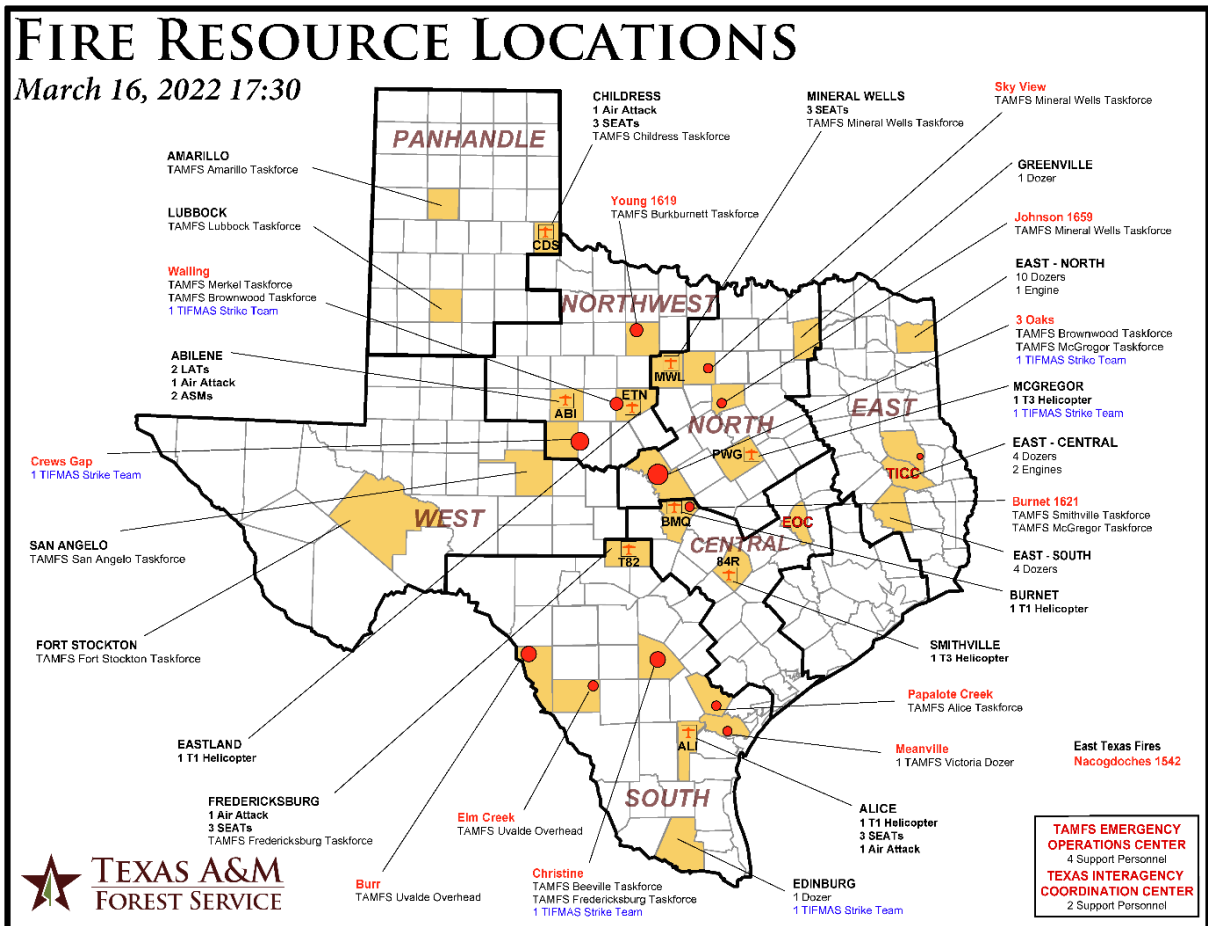 FIRE RESOURCE LOCATIONS
March 16, 2022 17:30
PANHANDLE
CHILDRESS
1 Air Attack
3 SEATs
TAMFS Childress Taskforce
MINERAL WELLS
3 SEATs
TAMFS Mineral Wells Taskforce
Sky View
TAMFS Mineral Wells Taskforce
AMARILLO
TAMFS Amarillo Taskforce
GREENVILLE
1 Dozer
LUBBOCK
TAMFS Lubbock Taskforce
Young 1619
TAMFS Burkburnett Taskforce
Johnson 1659
TAMFS Mineral Wells Taskforce
CDS
Walling
TAMFS Merkel Taskforce
TAMFS Brownwood Taskforce
1 TIFMAS Strike Team
EAST - NORTH
10 Dozers
1 Engine
NORTHWEST
3 Oaks
TAMFS Brownwood Taskforce
TAMFS McGregor Taskforce
1 TIFMAS Strike Team
ABILENE
2 LATs
1 Air Attack
2 ASMs
MWL
ETN
ABI
MCGREGOR
1 T3 Helicopter
1 TIFMAS Strike Team
EAST
NORTH
PWG
EAST - CENTRAL
4 Dozers
2 Engines
Crews Gap
1 TIFMAS Strike Team
TICC
WEST
BMQ
EOC
Burnet 1621
TAMFS Smithville Taskforce
TAMFS McGregor Taskforce
CENTRAL
SAN ANGELO
TAMFS San Angelo Taskforce
T82
84R
EAST - SOUTH
4 Dozers
BURNET
1 T1 Helicopter
FORT STOCKTON
TAMFS Fort Stockton Taskforce
SMITHVILLE
1 T3 Helicopter
Papalote Creek
TAMFS Alice Taskforce
EASTLAND
1 T1 Helicopter
ALI
Meanville
1 TAMFS Victoria Dozer
East Texas Fires
Nacogdoches 1542
FREDERICKSBURG
1 Air Attack
3 SEATs
TAMFS Fredericksburg Taskforce
SOUTH
Elm Creek
TAMFS Uvalde Overhead
ALICE
1 T1 Helicopter
3 SEATs
1 Air Attack
Burr
TAMFS Uvalde Overhead
Christine
TAMFS Beeville Taskforce
TAMFS Fredericksburg Taskforce
1 TIFMAS Strike Team
EDINBURG
1 Dozer
1 TIFMAS Strike Team
TAMFS EMERGENCY
OPERATIONS CENTER
4 Support Personnel
TEXAS INTERAGENCY
COORDINATION CENTER
2 Support Personnel
TEXAS A&M
FOREST SERVICE